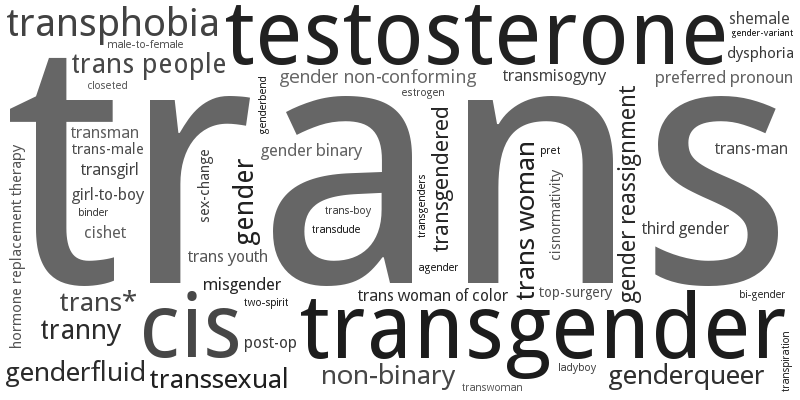 transphobia
testosterone
shemale
gender-variant
male-to-female
trans people
dysphoria
closeted
gender non-conforming
transmisogyny
preferred pronoun
estrogen
trans
genderbend
transman
trans-male
transgirl
girl-to-boy
binder
cishet
hormone replacement therapy
sex-change
gender
gender binary
trans-boy
transdude
transgenders
transgendered
agender
trans woman
pret
cisnormativity
gender reassignment
trans-man
third gender
trans youth
misgender
two-spirit
trans woman of color
top-surgery
bi-gender
trans*
tranny
cis
post-op
transgender
transpiration
genderfluid
transsexual
non-binary
transwoman
ladyboy
genderqueer